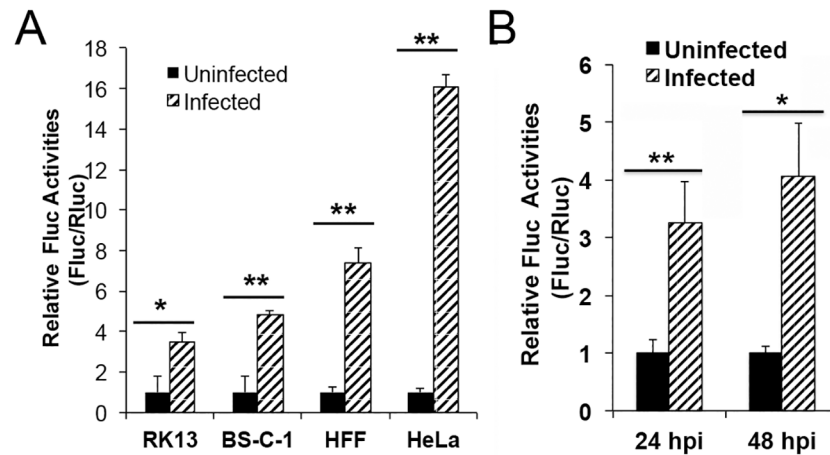 A
Relative Fluc Activities
(Fluc/Rluc)
18
16
14
12
10
8
6
4
2
0
Uninfected
Infected
*
**
**
**
RK13 BS-C-1 HFF HeLa
B
Relative Fluc Activities
(Fluc/Rluc)
6
5
4
3
2
1
0
Uninfected
Infected
**
*
24 hpi 48 hpi